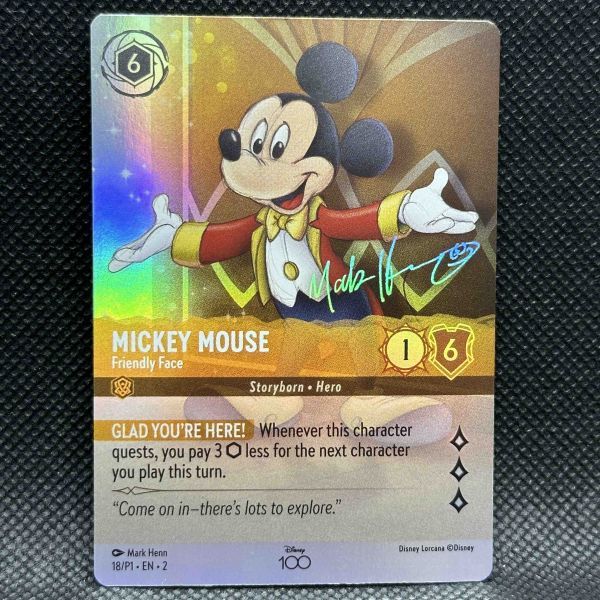 6
MICKEY MOUSE
Friendly Face
1 6
Storyborn • Hero
GLAD YOU'RE HERE! Whenever this character
quests, you pay 3 ⬡ less for the next character
you play this turn.
“Come on in–there's lots to explore.”
Mark Henn
18/P1 • EN • 2
Disney
100
Disney Lorcana ©Disney